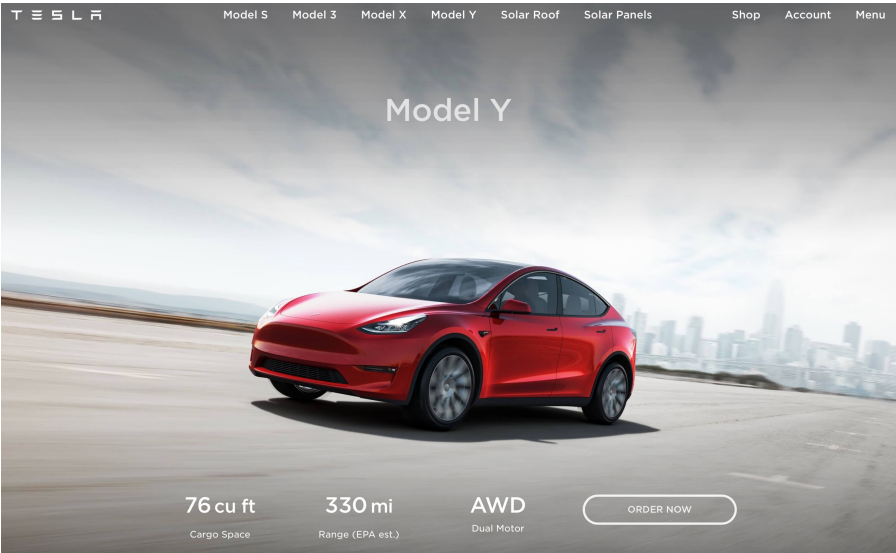 TESLA Model S Model 3 Model X Model Y Solar Roof Solar Panels Shop Account Menu
Model Y
76 cu ft 330 mi AWD ORDER NOW
Cargo Space Range (EPA est.) Dual Motor